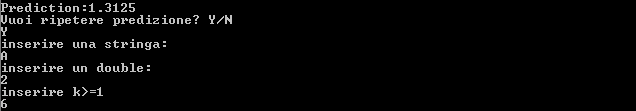 Prediction:1.3125
Vuoi ripetere predizione? Y/N
Y
inserire una stringa:
A
inserire un double:
2
inserire k>=1
6